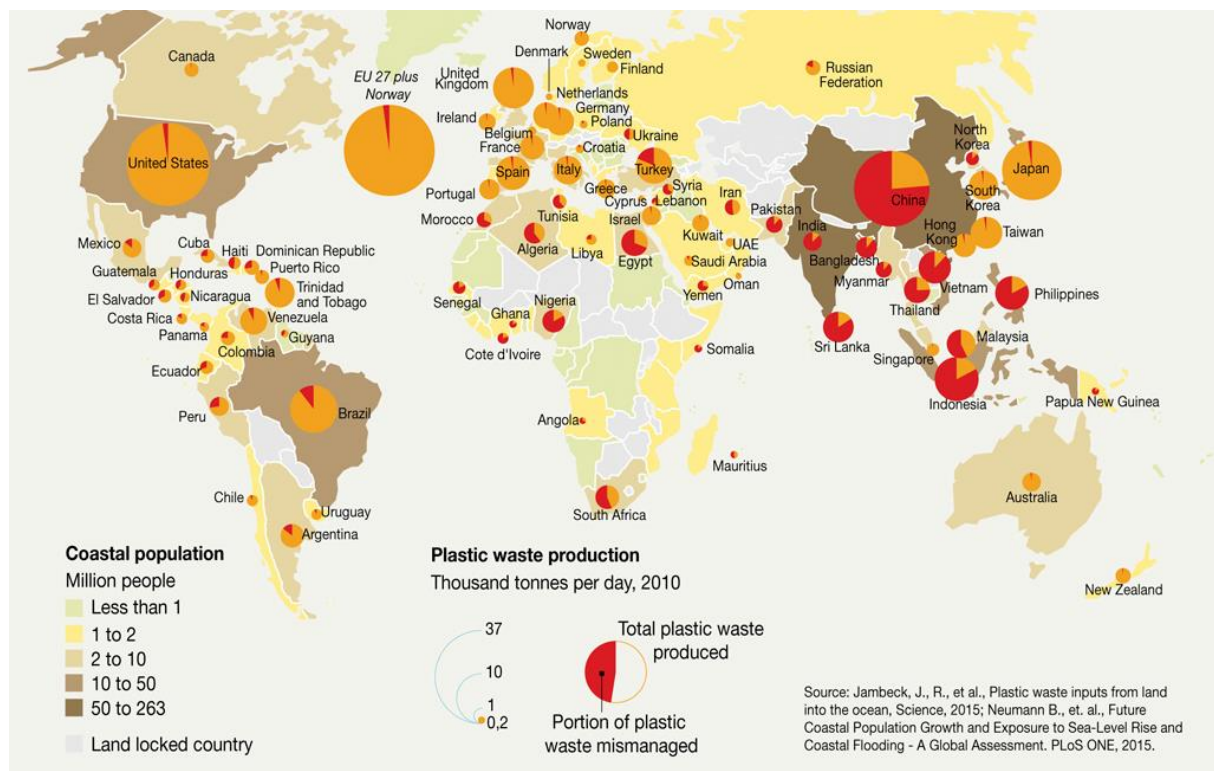 Norway
Denmark
Sweden
Finland
Canada
EU 27 plus
Norway
United
Kingdom
Netherlands
Germany
Poland
Russian
Federation
Ireland
Belgium
France
Ukraine
Croatia
North
Korea
United States
Spain
Italy
Turkey
Japan
Portugal
Greece
Syria
Cyprus
Lebanon
Iran
China
South
Korea
Morocco
Tunisia
Israel
Pakistan
India
Hong
Kong
Taiwan
Mexico
Cuba
Haiti
Dominican Republic
Puerto Rico
Algeria
Libya
Egypt
Kuwait
UAE
Saudi Arabia
Bangladesh
Guatemala
Honduras
Oman
Myanmar
Vietnam
Philippines
El Salvador
Nicaragua
Trinidad
and Tobago
Senegal
Nigeria
Yemen
Thailand
Costa Rica
Venezuela
Ghana
Panama
Guyana
Colombia
Cote d'Ivoire
Somalia
Sri Lanka
Malaysia
Singapore
Ecuador
Indonesia
Papua New Guinea
Peru
Brazil
Angola
Mauritius
Chile
Uruguay
Argentina
South Africa
Australia
New Zealand
Coastal population
Million people
Less than 1
1 to 2
2 to 10
10 to 50
50 to 263
Land locked country
Plastic waste production
Thousand tonnes per day, 2010
37
10
1
0,2
Total plastic waste
produced
Portion of plastic
waste mismanaged
Source: Jambeck, J., R., et al., Plastic waste inputs from land
into the ocean, Science, 2015; Neumann B., et. al., Future
Coastal Population Growth and Exposure to Sea-Level Rise and
Coastal Flooding - A Global Assessment. PLoS ONE, 2015.